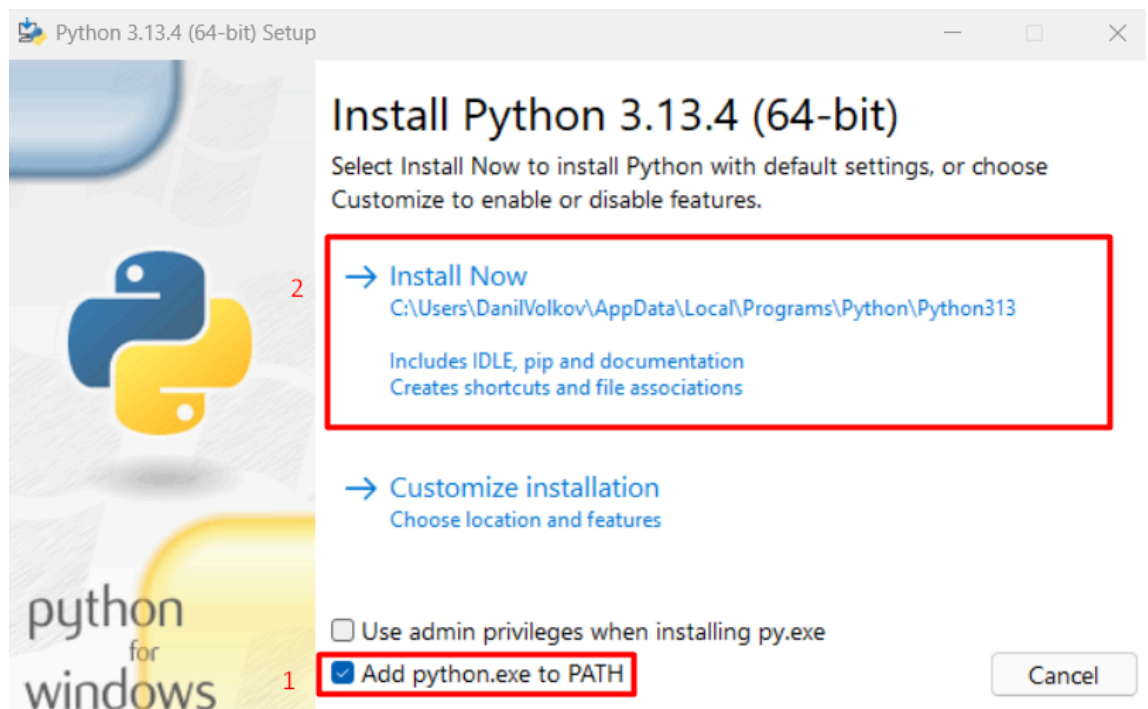 Python 3.13.4 (64-bit) Setup
Install Python 3.13.4 (64-bit)
Select Install Now to install Python with default settings, or choose
Customize to enable or disable features.
2
Install Now
C:\Users\DanilVolkov\AppData\Local\Programs\Python\Python313
Includes IDLE, pip and documentation
Creates shortcuts and file associations
Customize installation
Choose location and features
python
for
windows
Use admin privileges when installing py.exe
1
Add python.exe to PATH
Cancel